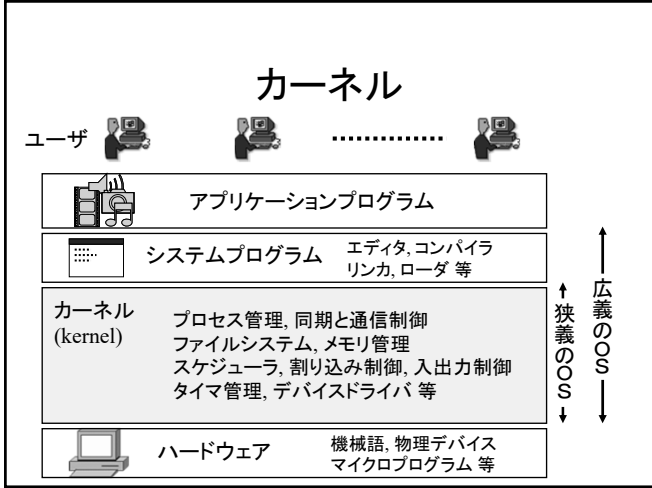 カーネル
ユーザ
アプリケーションプログラム
システムプログラム
エディタ, コンパイラ
リンカ, ローダ 等
カーネル
(kernel)
プロセス管理, 同期と通信制御
ファイルシステム, メモリ管理
スケジューラ, 割り込み制御, 入出力制御
タイマ管理, デバイスドライバ 等
狭義のOS
広義のOS
ハードウェア
機械語, 物理デバイス
マイクロプログラム 等